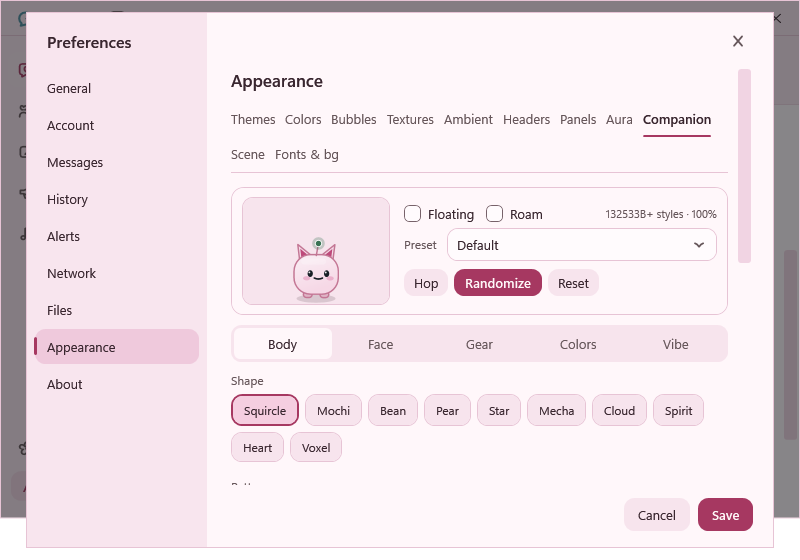 Preferences
General
Account
Messages
History
Alerts
Network
Files
Appearance
About
Appearance
Themes Colors Bubbles Textures Ambient Headers Panels Aura Companion
Scene Fonts & bg
Floating Roam 132533B+ styles · 100%
Preset Default
Hop Randomize Reset
Body Face Gear Colors Vibe
Shape
Squircle Mochi Bean Pear Star Mecha Cloud Spirit
Heart Voxel
Cancel Save